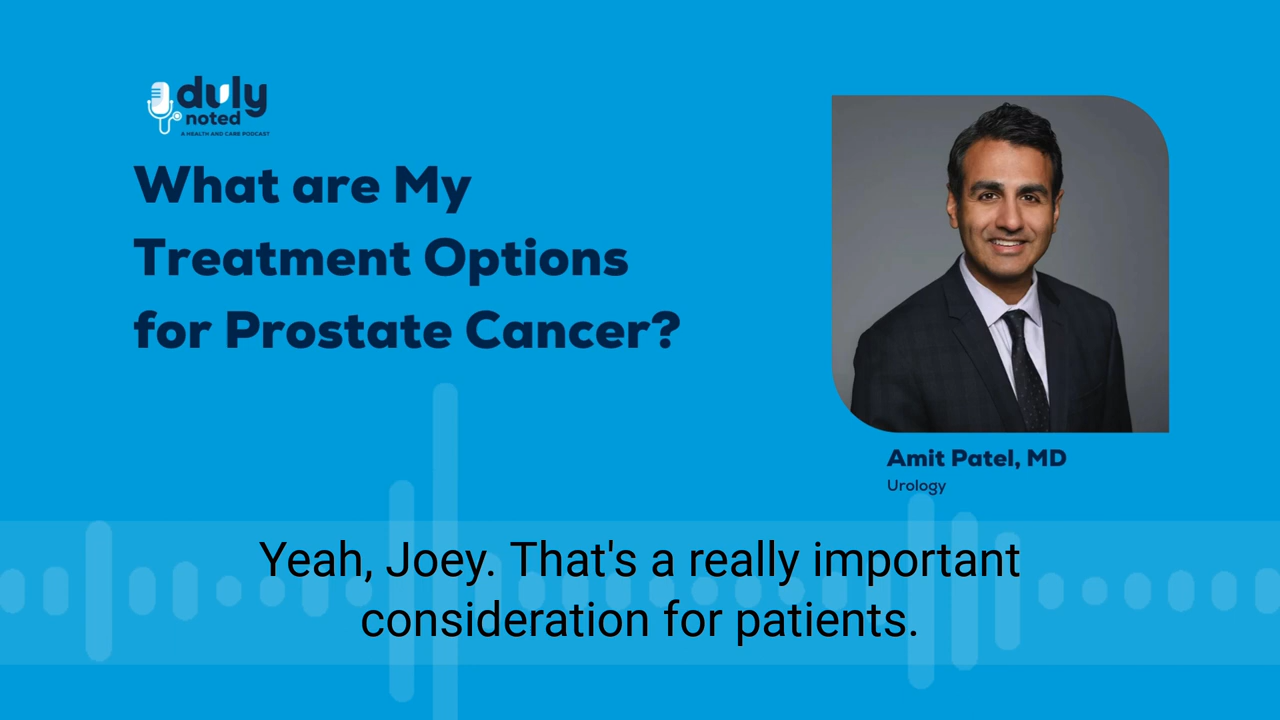 duly
noted
A HEALTH AND CARE PODCAST
What are My
Treatment Options
for Prostate Cancer?
Amit Patel, MD
Urology
Yeah, Joey. That's a really important
consideration for patients.